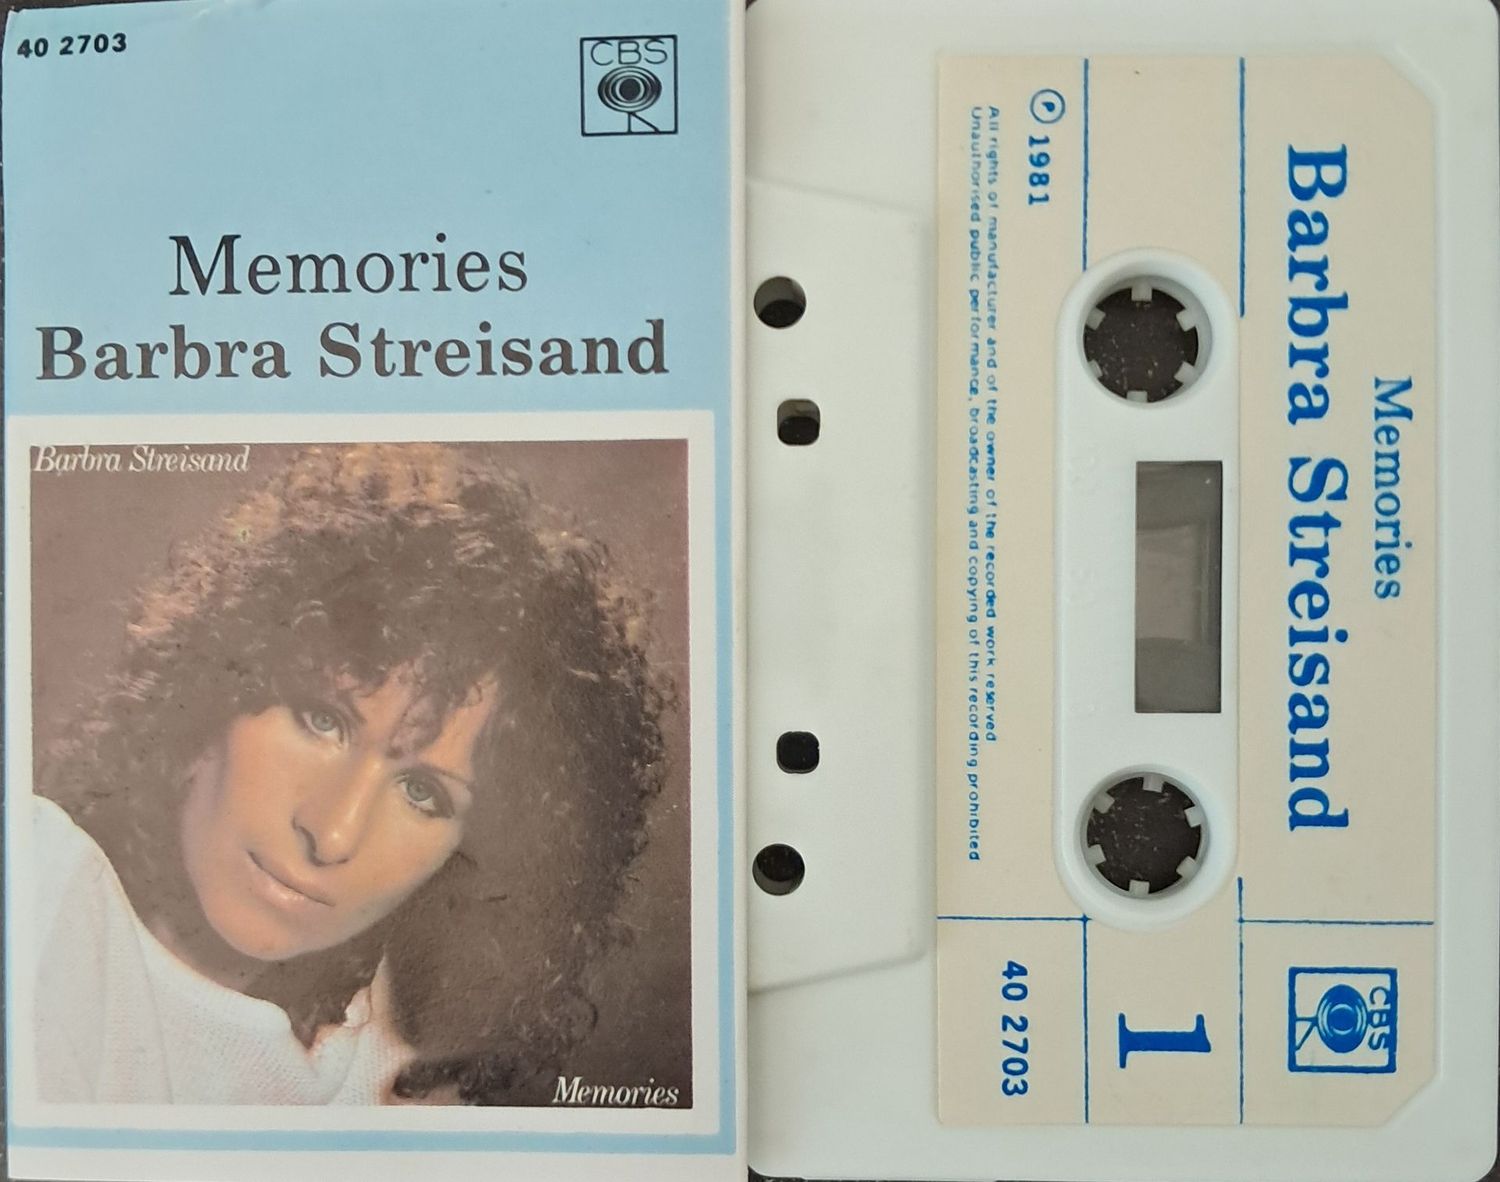 40 2703
CBS
Memories
Barbra Streisand
Barbra Streisand
Memories
Memories
Barbra Streisand
℗ 1981
All rights of manufacturer and of the owner of the recorded work reserved
Unauthorised public performance, broadcasting and copying of this recording prohibited
CBS
1
40 2703